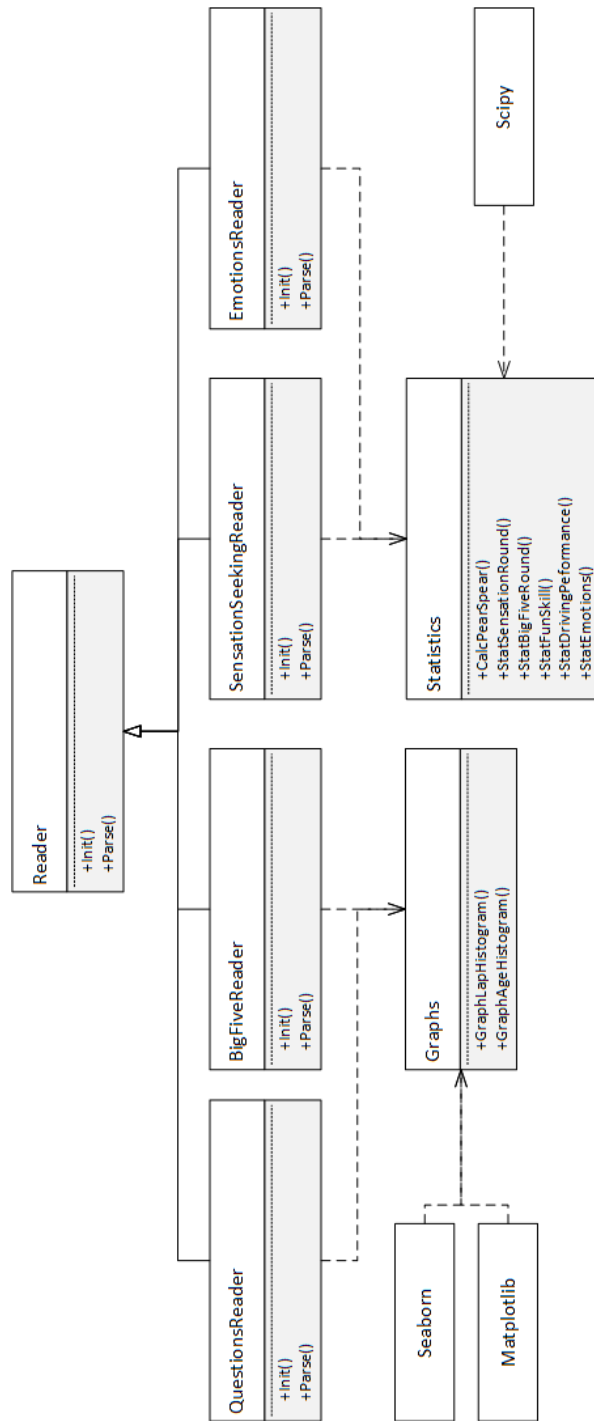 Reader
+Init()
+Parse()
QuestionsReader
+Init()
+Parse()
BigFiveReader
+Init()
+Parse()
SensationSeekingReader
+Init()
+Parse()
EmotionsReader
+Init()
+Parse()
Seaborn
Matplotlib
Graphs
+GraphLapHistogram()
+GraphAgeHistogram()
Statistics
+CalcPearSpear()
+StatSensationRound()
+StatBigFiveRound()
+StatFunSkill()
+StatDrivingPeformance()
+StatEmotions()
Scipy